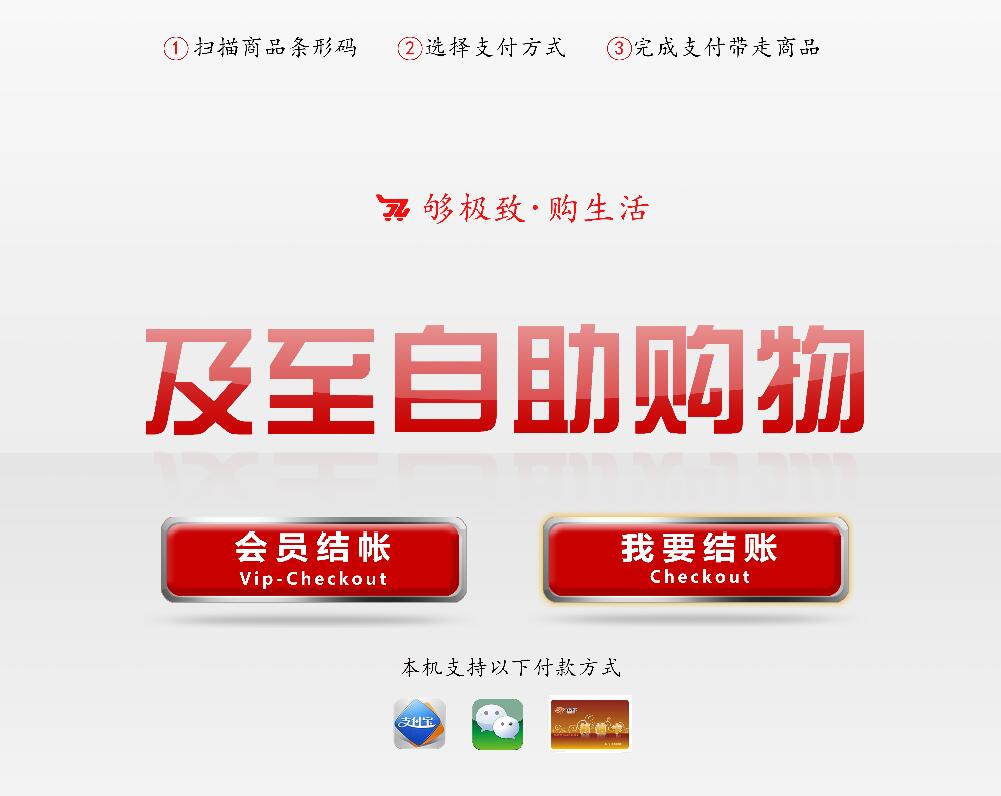 ①扫描商品条形码 ②选择支付方式 ③完成支付带走商品
够极致·购生活
及至自助购物
会员结帐 我要结账
Vip-Checkout Checkout
本机支持以下付款方式
支付宝